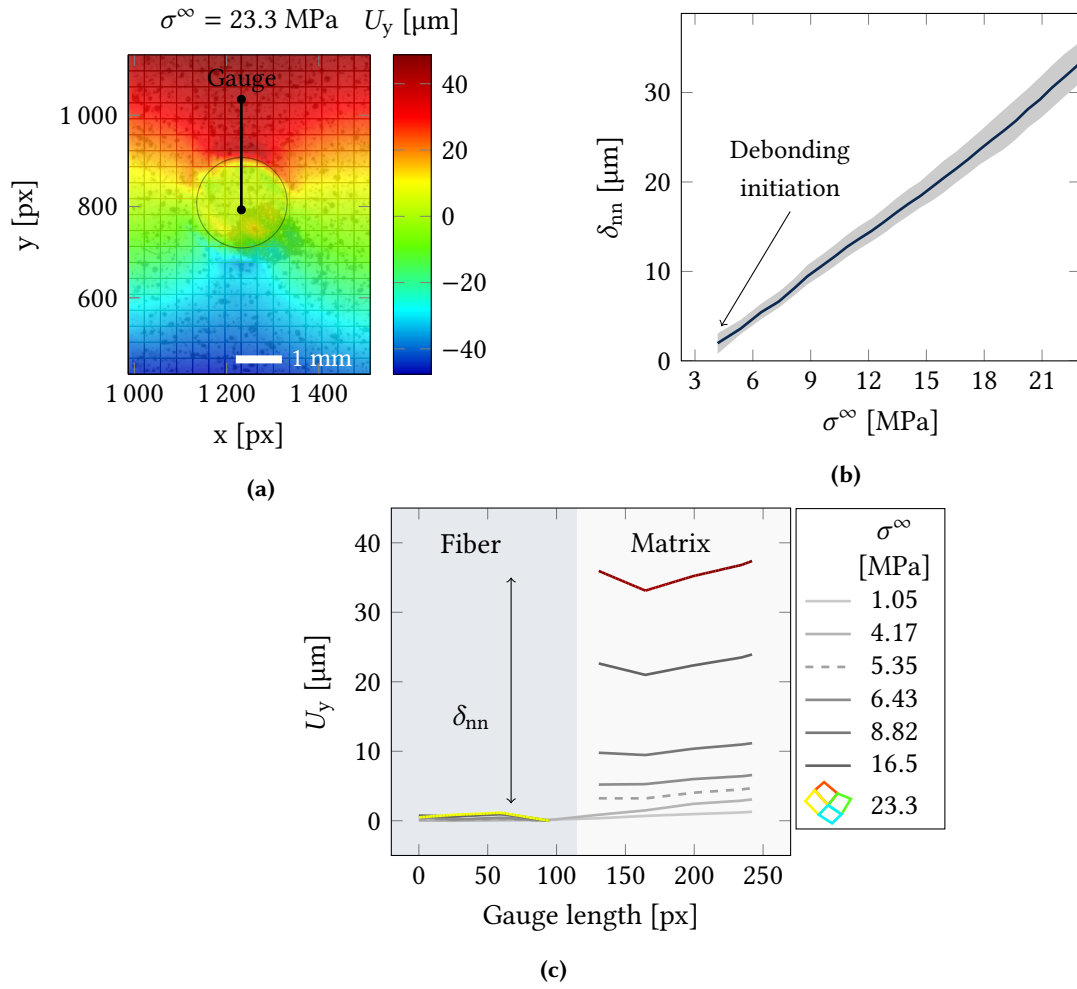 σ∞ = 23.3 MPa Uy [µm]
Gauge
1 000
800
600
y [px]
1 mm
1 000 1 200 1 400
x [px]
40
20
0
−20
−40
(a)
30
20
10
0
δnn [µm]
Debonding
initiation
3 6 9 12 15 18 21
σ∞ [MPa]
(b)
40
30
20
10
0
Uy [µm]
Fiber Matrix
δnn
0 50 100 150 200 250
Gauge length [px]
σ∞
[MPa]
1.05
4.17
5.35
6.43
8.82
16.5
23.3
(c)